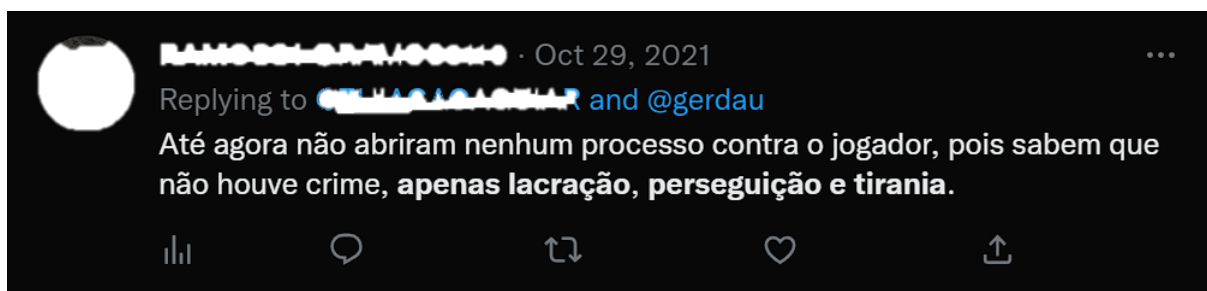 · Oct 29, 2021
Replying to and @gerdau
Até agora não abriram nenhum processo contra o jogador, pois sabem que
não houve crime, apenas lacração, perseguição e tirania.